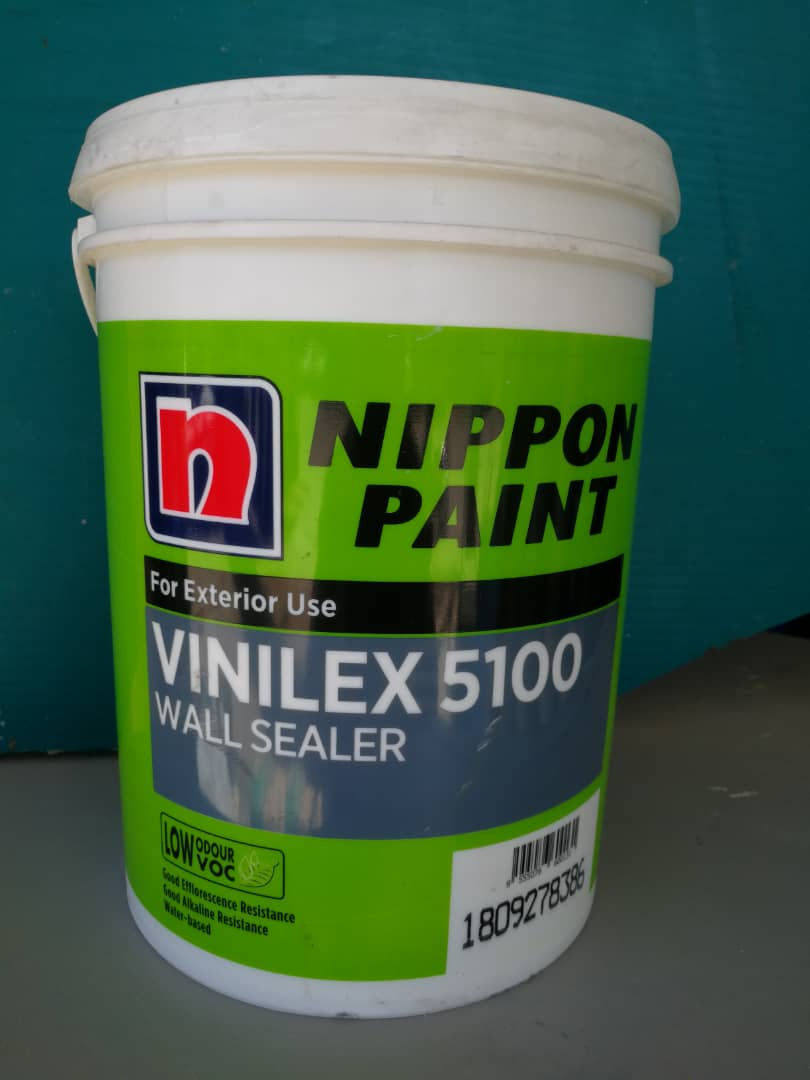 n
NIPPON
PAINT
For Exterior Use
VINILEX 5100
WALL SEALER
LOW ODOUR
VOC
Good Efflorescence Resistance
Good Alkaline Resistance
Water-based
1809278386